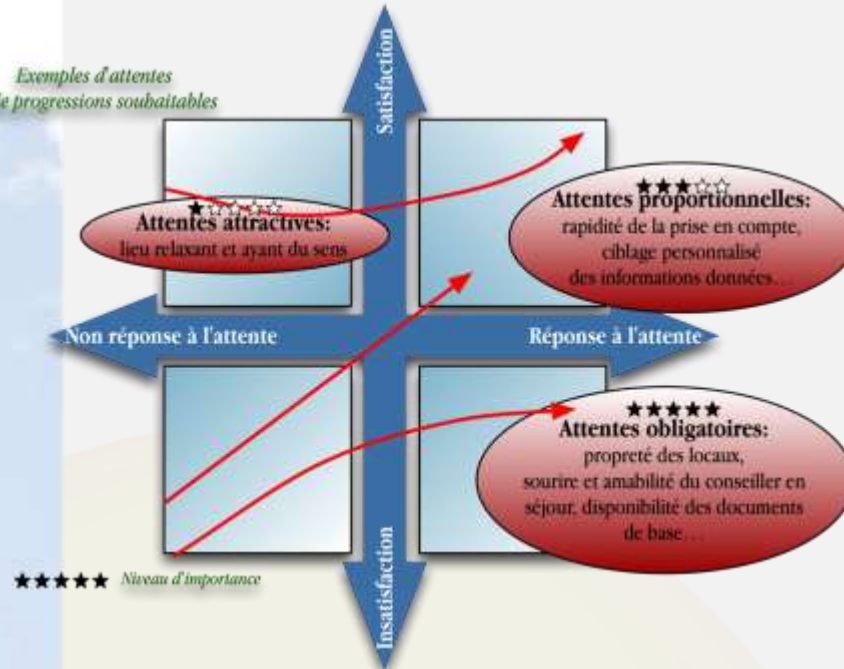 Exemples d'attentes
de progressions souhaitables
Satisfaction
★☆☆☆☆
Attentes attractives:
lieu relaxant et ayant du sens
★★★☆☆
Attentes proportionnelles:
rapidité de la prise en compte,
ciblage personnalisé
des informations données…
Non réponse à l'attente
Réponse à l'attente
★★★★★
Attentes obligatoires:
propreté des locaux,
sourire et amabilité du conseiller en
séjour, disponibilité des documents
de base…
Insatisfaction
★★★★★ Niveau d'importance